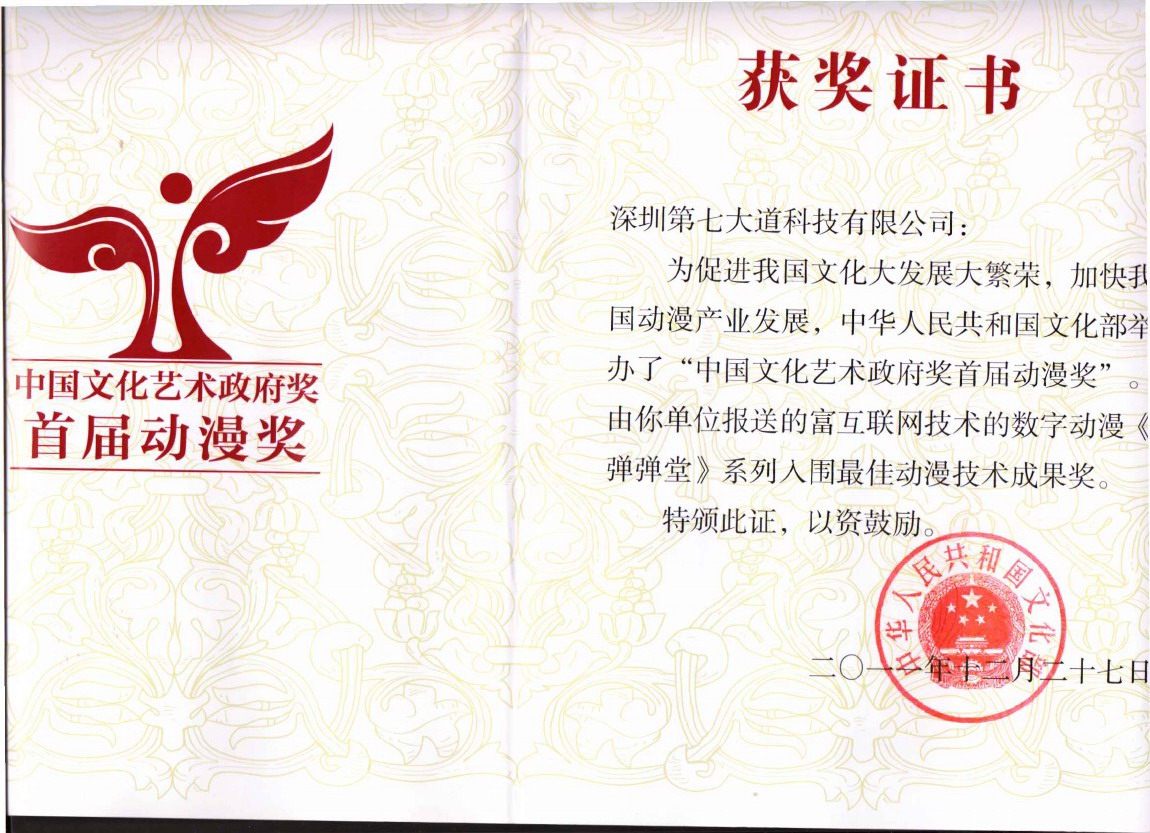 中国文化艺术政府奖
首届动漫奖
获奖证书
深圳第七大道科技有限公司：
为促进我国文化大发展大繁荣，加快我
国动漫产业发展，中华人民共和国文化部举
办了“中国文化艺术政府奖首届动漫奖”。
由你单位报送的富互联网技术的数字动漫《
弹弹堂》系列入围最佳动漫技术成果奖。
特颁此证，以资鼓励。
中华人民共和国文化部
二〇一一年十二月二十七日